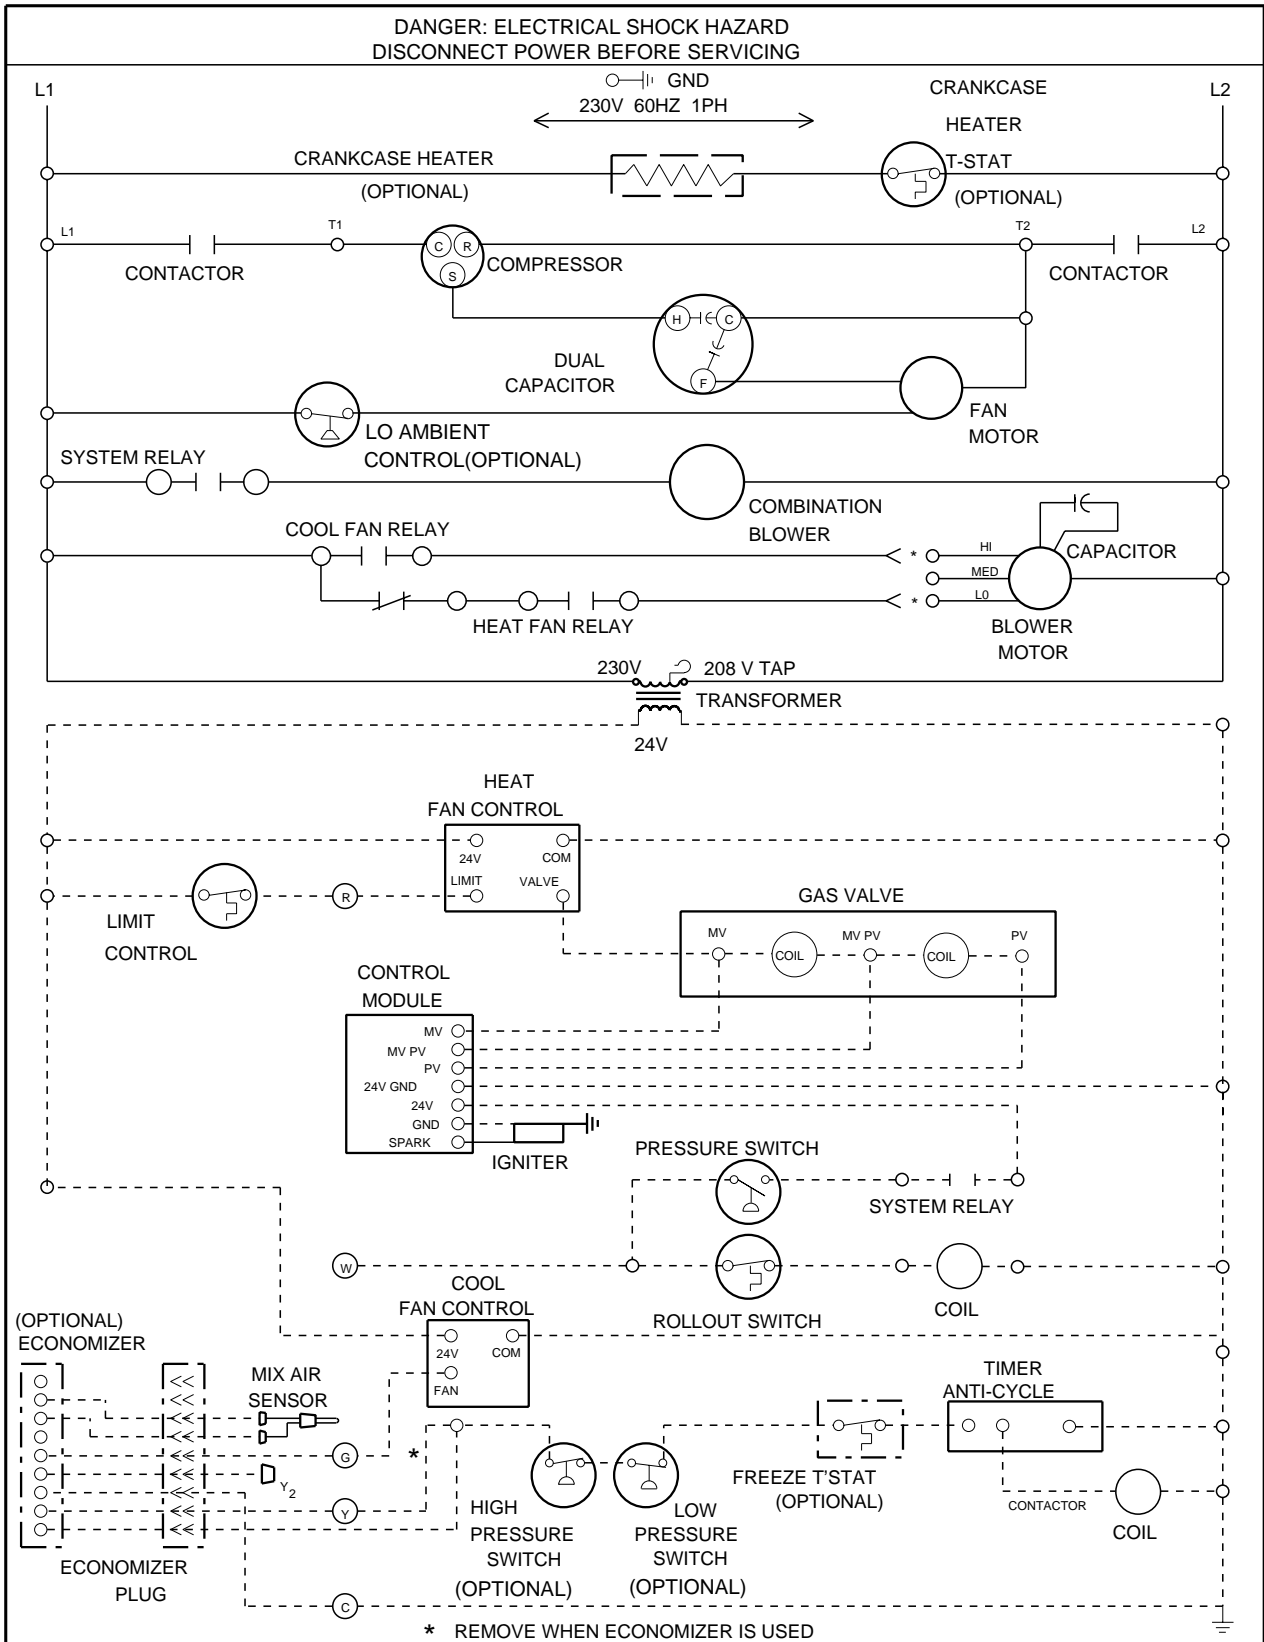 DANGER: ELECTRICAL SHOCK HAZARD
DISCONNECT POWER BEFORE SERVICING
GND
L1
230V 60HZ 1PH
CRANKCASE
HEATER
T-STAT
(OPTIONAL)
L2
CRANKCASE HEATER
(OPTIONAL)
L1
T1
C
R
S
COMPRESSOR
T2
L2
CONTACTOR
CONTACTOR
H
C
F
DUAL
CAPACITOR
FAN
MOTOR
LO AMBIENT
CONTROL(OPTIONAL)
SYSTEM RELAY
COMBINATION
BLOWER
COOL FAN RELAY
* HI
MED
* L0
CAPACITOR
HEAT FAN RELAY
BLOWER
MOTOR
230V
208 V TAP
TRANSFORMER
24V
HEAT
FAN CONTROL
24V
COM
LIMIT
VALVE
LIMIT
CONTROL
R
GAS VALVE
MV
COIL
MV PV
COIL
PV
CONTROL
MODULE
MV
MV PV
PV
24V GND
24V
GND
SPARK
IGNITER
PRESSURE SWITCH
SYSTEM RELAY
W
ROLLOUT SWITCH
COIL
COOL
FAN CONTROL
24V
COM
FAN
(OPTIONAL)
ECONOMIZER
<<
<<
<<
<<
<<
<<
<<
<<
<<
MIX AIR
SENSOR
G
*
Y2
Y
ECONOMIZER
PLUG
C
HIGH
PRESSURE
SWITCH
(OPTIONAL)
LOW
PRESSURE
SWITCH
(OPTIONAL)
FREEZE T'STAT
(OPTIONAL)
TIMER
ANTI-CYCLE
CONTACTOR
COIL
* REMOVE WHEN ECONOMIZER IS USED